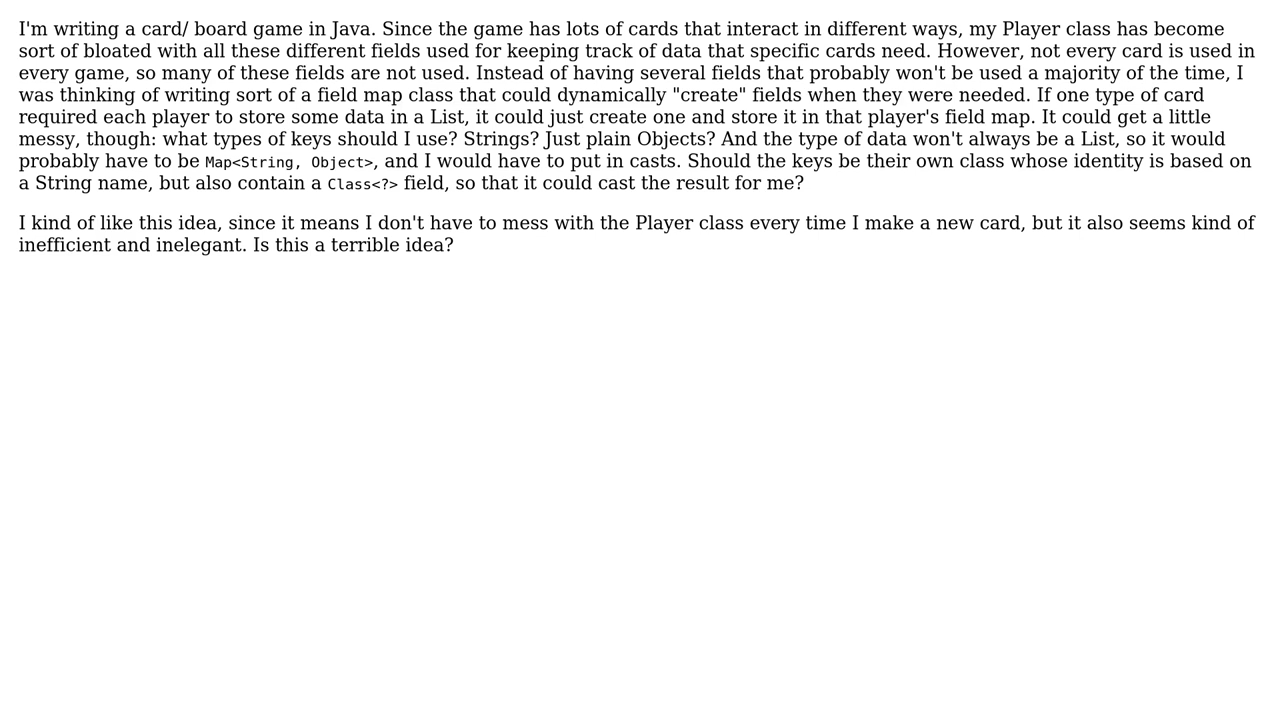 I'm writing a card/ board game in Java. Since the game has lots of cards that interact in different ways, my Player class has become
sort of bloated with all these different fields used for keeping track of data that specific cards need. However, not every card is used in
every game, so many of these fields are not used. Instead of having several fields that probably won't be used a majority of the time, I
was thinking of writing sort of a field map class that could dynamically "create" fields when they were needed. If one type of card
required each player to store some data in a List, it could just create one and store it in that player's field map. It could get a little
messy, though: what types of keys should I use? Strings? Just plain Objects? And the type of data won't always be a List, so it would
probably have to be Map<String, Object>, and I would have to put in casts. Should the keys be their own class whose identity is based on
a String name, but also contain a Class<?> field, so that it could cast the result for me?
I kind of like this idea, since it means I don't have to mess with the Player class every time I make a new card, but it also seems kind of
inefficient and inelegant. Is this a terrible idea?